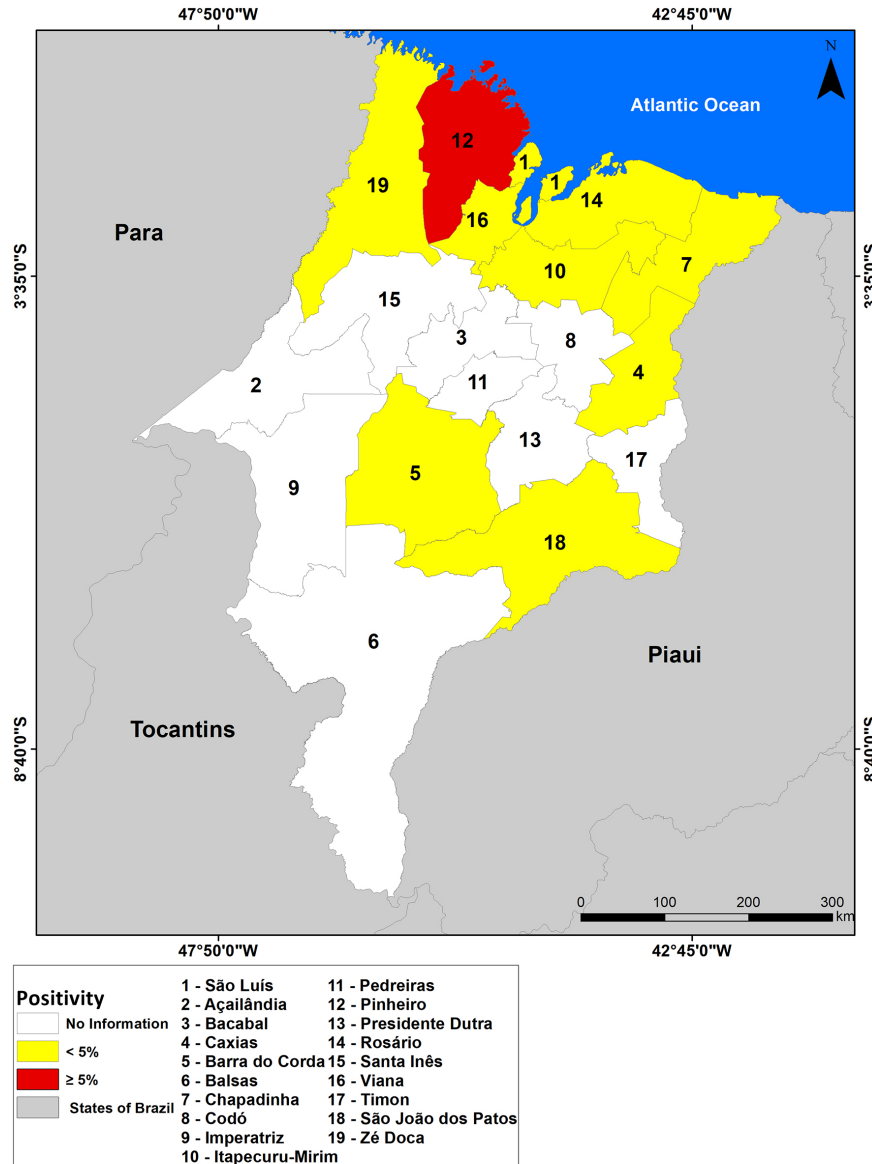 47°50'0"W 42°45'0"W
N
Atlantic Ocean
12
1
19
1
14
16
Para
7
10
3°35'0"S 3°35'0"S
15
3
8
4
2
11
13
17
5
9
18
6
Piaui
Tocantins
8°40'0"S 8°40'0"S
0 100 200 300
km
47°50'0"W 42°45'0"W
Positivity
No Information
< 5%
≥ 5%
States of Brazil
1 - São Luís
2 - Açailândia
3 - Bacabal
4 - Caxias
5 - Barra do Corda
6 - Balsas
7 - Chapadinha
8 - Codó
9 - Imperatriz
10 - Itapecuru-Mirim
11 - Pedreiras
12 - Pinheiro
13 - Presidente Dutra
14 - Rosário
15 - Santa Inês
16 - Viana
17 - Timon
18 - São João dos Patos
19 - Zé Doca